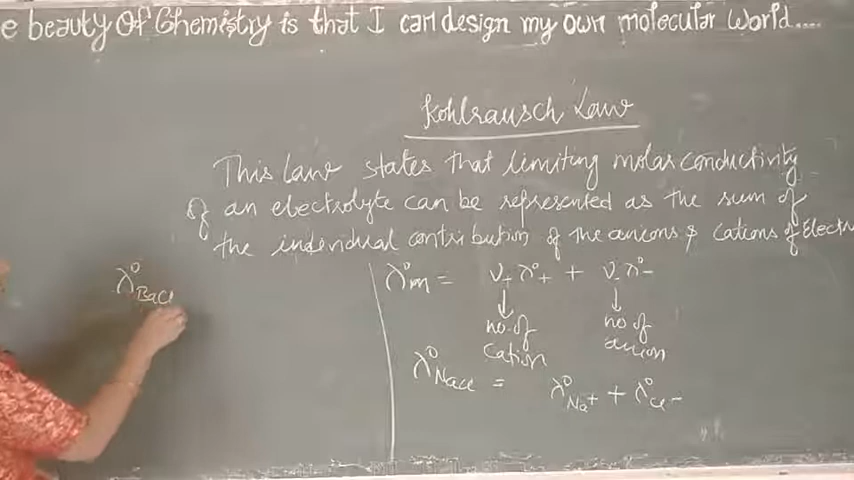 e beauty Of Chemistry is that I can design my own molecular World....
Kohlrausch Law
This Law states that limiting molar conductivity
Of an electrolyte can be represented as the sum of
the individual contribution of the anions & cations of Electr
λ°m = ν+ λ°+ + ν- λ°-
↓ ↓
no of cation
no of anion
λ°NaCl = λ°Na+ + λ°Cl-
λ°BaCl